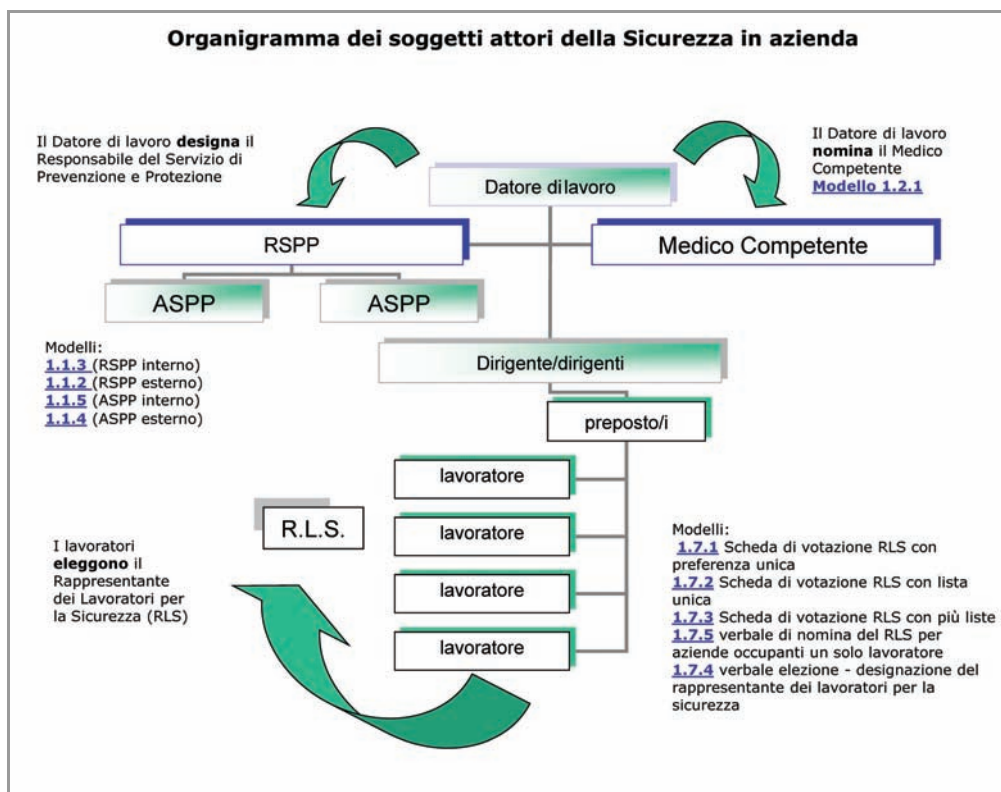 Organigramma dei soggetti attori della Sicurezza in azienda
Il Datore di lavoro designa il
Responsabile del Servizio di
Prevenzione e Protezione
Il Datore di lavoro
nomina il Medico
Competente
Modello 1.2.1
Datore di lavoro
RSPP
Medico Competente
ASPP
ASPP
Modelli:
1.1.3 (RSPP interno)
1.1.2 (RSPP esterno)
1.1.5 (ASPP interno)
1.1.4 (ASPP esterno)
Dirigente/dirigenti
preposto/i
lavoratore
lavoratore
lavoratore
lavoratore
R.L.S.
I lavoratori
eleggono il
Rappresentante
dei Lavoratori per
la Sicurezza (RLS)
Modelli:
1.7.1 Scheda di votazione RLS con
preferenza unica
1.7.2 Scheda di votazione RLS con lista
unica
1.7.3 Scheda di votazione RLS con più liste
1.7.5 verbale di nomina del RLS per
aziende occupanti un solo lavoratore
1.7.4 verbale elezione - designazione del
rappresentante dei lavoratori per la
sicurezza